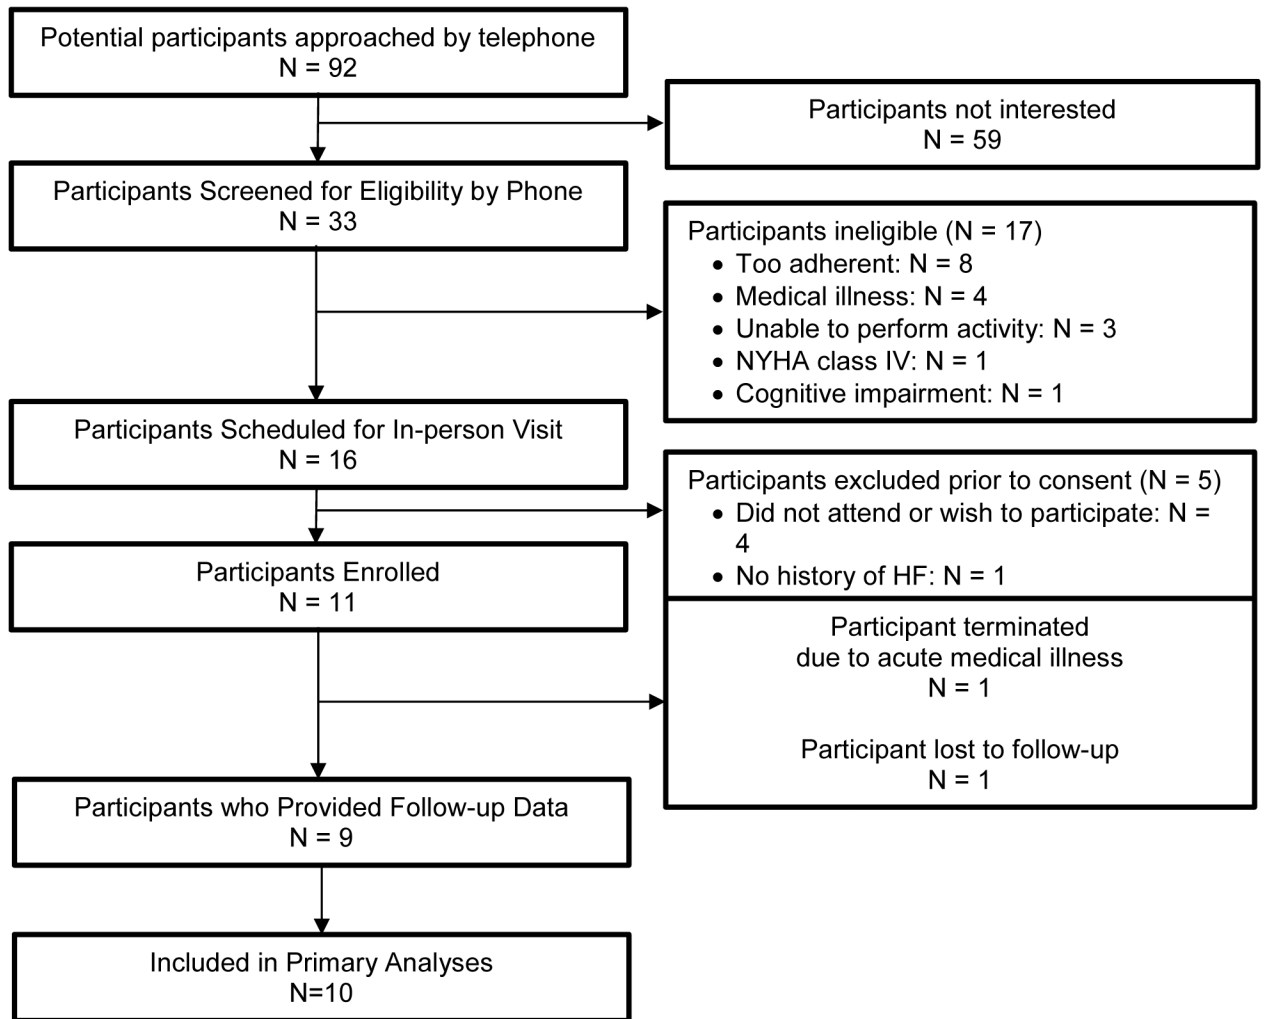 Potential participants approached by telephone
N = 92
Participants not interested
N = 59
Participants Screened for Eligibility by Phone
N = 33
Participants ineligible (N = 17)
• Too adherent: N = 8
• Medical illness: N = 4
• Unable to perform activity: N = 3
• NYHA class IV: N = 1
• Cognitive impairment: N = 1
Participants Scheduled for In-person Visit
N = 16
Participants excluded prior to consent (N = 5)
• Did not attend or wish to participate: N =
4
• No history of HF: N = 1
Participants Enrolled
N = 11
Participant terminated
due to acute medical illness
N = 1
Participant lost to follow-up
N = 1
Participants who Provided Follow-up Data
N = 9
Included in Primary Analyses
N=10